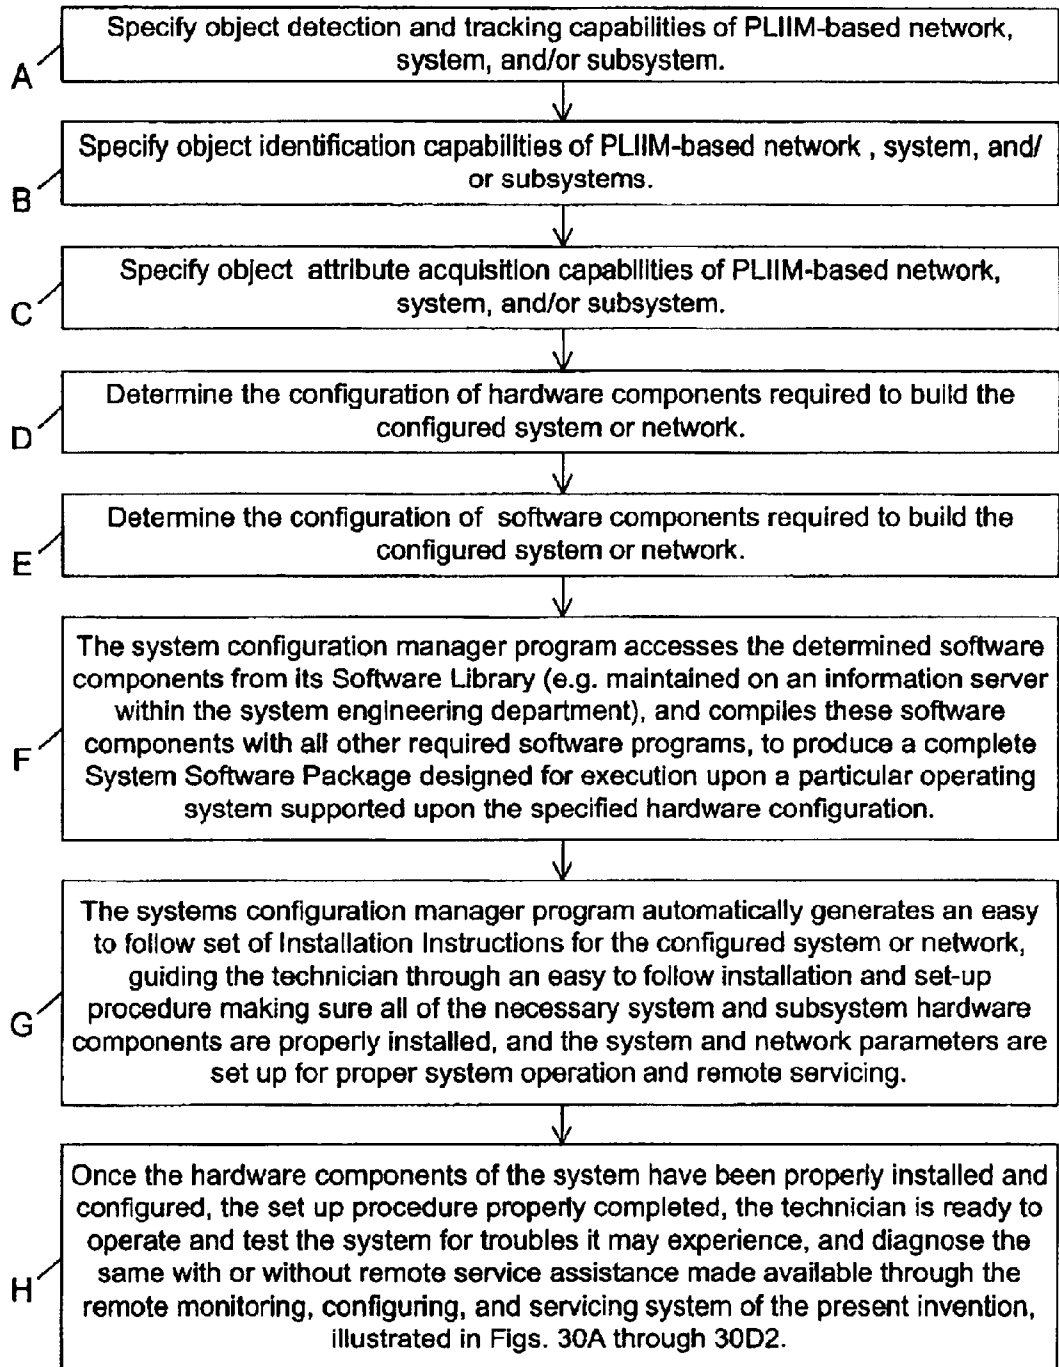 Specify object detection and tracking capabilities of PLIIM-based network,
system, and/or subsystem.
A
Specify object identification capabilities of PLIIM-based network , system, and/
or subsystems.
B
Specify object attribute acquisition capabilities of PLIIM-based network,
system, and/or subsystem.
C
Determine the configuration of hardware components required to build the
configured system or network.
D
Determine the configuration of software components required to build the
configured system or network.
E
The system configuration manager program accesses the determined software
components from its Software Library (e.g. maintained on an information server
within the system engineering department), and compiles these software
components with all other required software programs, to produce a complete
System Software Package designed for execution upon a particular operating
system supported upon the specified hardware configuration.
F
The systems configuration manager program automatically generates an easy
to follow set of Installation Instructions for the configured system or network,
guiding the technician through an easy to follow installation and set-up
procedure making sure all of the necessary system and subsystem hardware
components are properly installed, and the system and network parameters are
set up for proper system operation and remote servicing.
G
Once the hardware components of the system have been properly installed and
configured, the set up procedure properly completed, the technician is ready to
operate and test the system for troubles it may experience, and diagnose the
same with or without remote service assistance made available through the
remote monitoring, configuring, and servicing system of the present invention,
illustrated in Figs. 30A through 30D2.
H